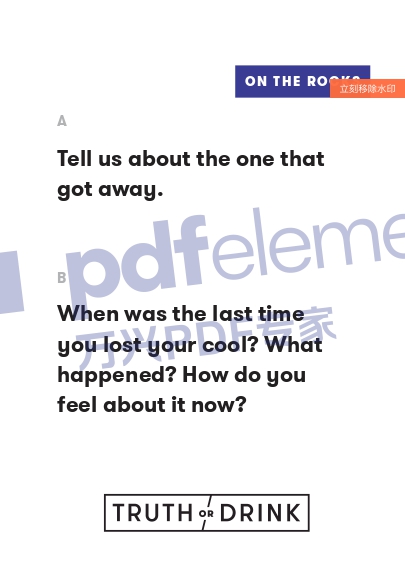 ON THE ROCKS
立刻移除水印
A
Tell us about the one that
got away.
pdfeleme
B
When was the last time
you lost your cool? What
happened? How do you
feel about it now?
万兴PDF专家
TRUTH OR DRINK